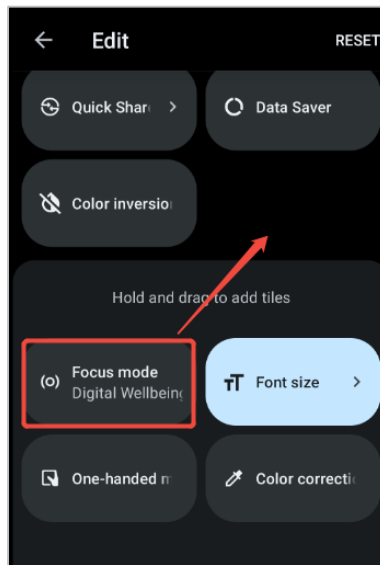 Edit
RESET
Quick Shar
Data Saver
Color inversio
Hold and drag to add tiles
Focus mode
Digital Wellbeing
Font size
One-handed m
Color correcti